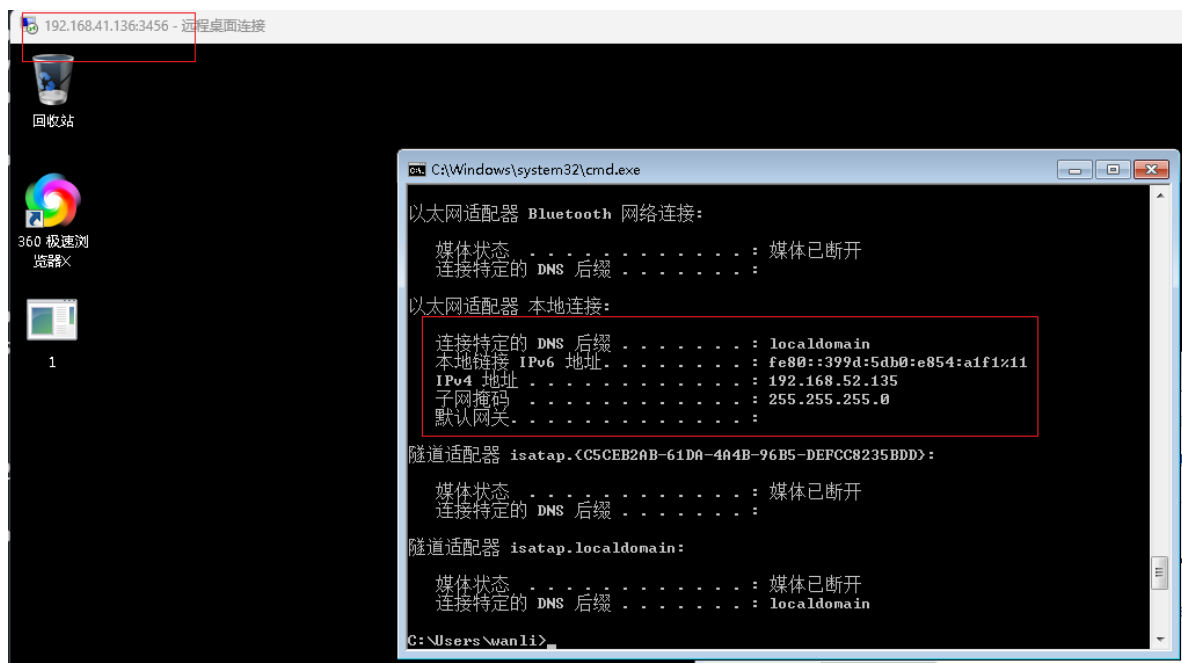 192.168.41.136:3456 - 远程桌面连接
回收站
360 极速浏
览器X
1
C:\Windows\system32\cmd.exe
以太网适配器 Bluetooth 网络连接:
媒体状态 . . . . . . . . . . . . : 媒体已断开
连接特定的 DNS 后缀 . . . . . . . :
以太网适配器 本地连接:
连接特定的 DNS 后缀 . . . . . . . : localdomain
本地链接 IPv6 地址. . . . . . . . : fe80::399d:5db0:e854:a1f1%11
IPv4 地址 . . . . . . . . . . . . : 192.168.52.135
子网掩码 . . . . . . . . . . . . : 255.255.255.0
默认网关. . . . . . . . . . . . . :
隧道适配器 isatap.{C5CEB2AB-61DA-4A4B-96B5-DEFCC8235BDD}:
媒体状态 . . . . . . . . . . . . : 媒体已断开
连接特定的 DNS 后缀 . . . . . . . :
隧道适配器 isatap.localdomain:
媒体状态 . . . . . . . . . . . . : 媒体已断开
连接特定的 DNS 后缀 . . . . . . . : localdomain
C:\Users\wanli>_